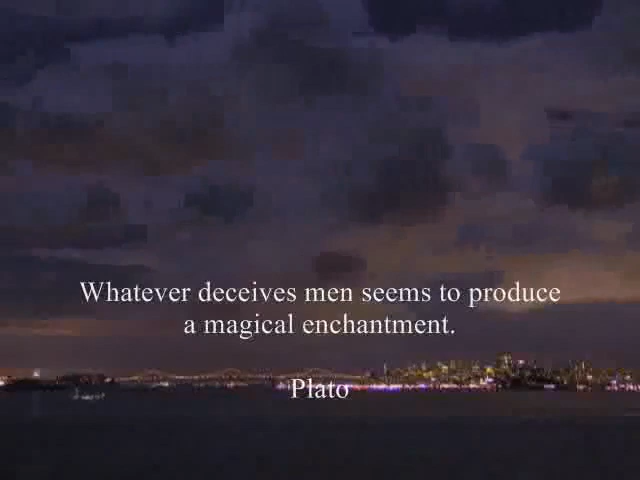 Whatever deceives men seems to produce
a magical enchantment.
Plato